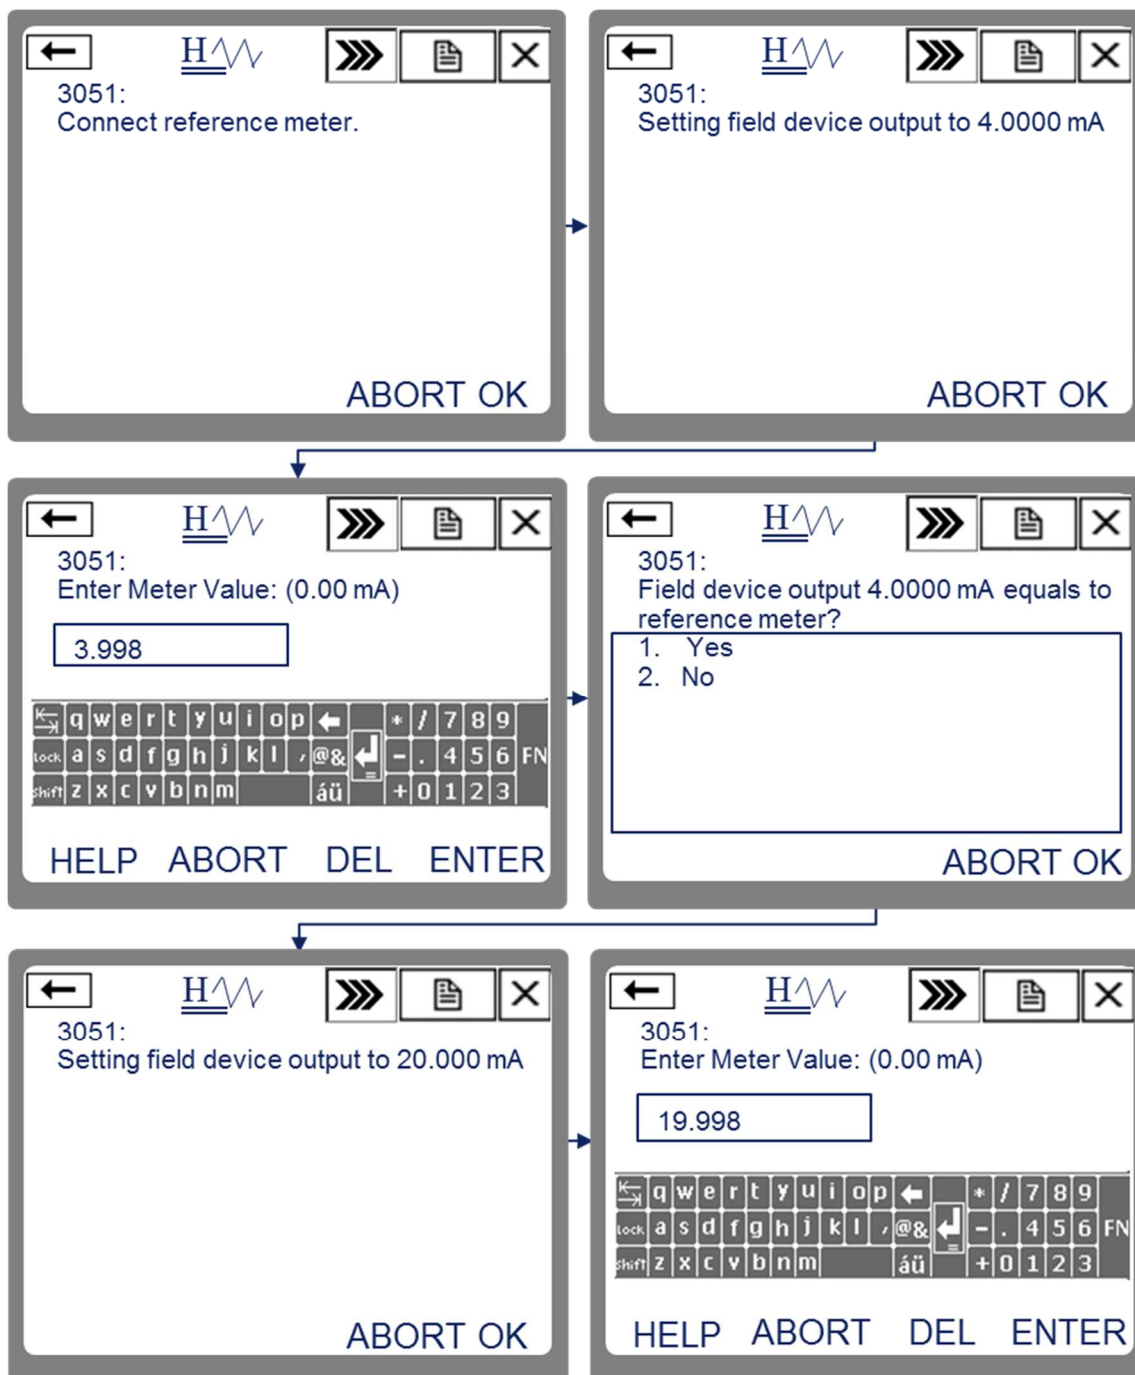 H
3051:
Connect reference meter.
ABORT OK
H
3051:
Setting field device output to 4.0000 mA
ABORT OK
H
3051:
Enter Meter Value: (0.00 mA)
3.998
q w e r t y u i o p * / 7 8 9
Lock a s d f g h j k l , @& - . 4 5 6 FN
Shift z x c v b n m áü + 0 1 2 3
HELP ABORT DEL ENTER
H
3051:
Field device output 4.0000 mA equals to
reference meter?
1. Yes
2. No
ABORT OK
H
3051:
Setting field device output to 20.000 mA
ABORT OK
H
3051:
Enter Meter Value: (0.00 mA)
19.998
q w e r t y u i o p * / 7 8 9
Lock a s d f g h j k l , @& - . 4 5 6 FN
Shift z x c v b n m áü + 0 1 2 3
HELP ABORT DEL ENTER